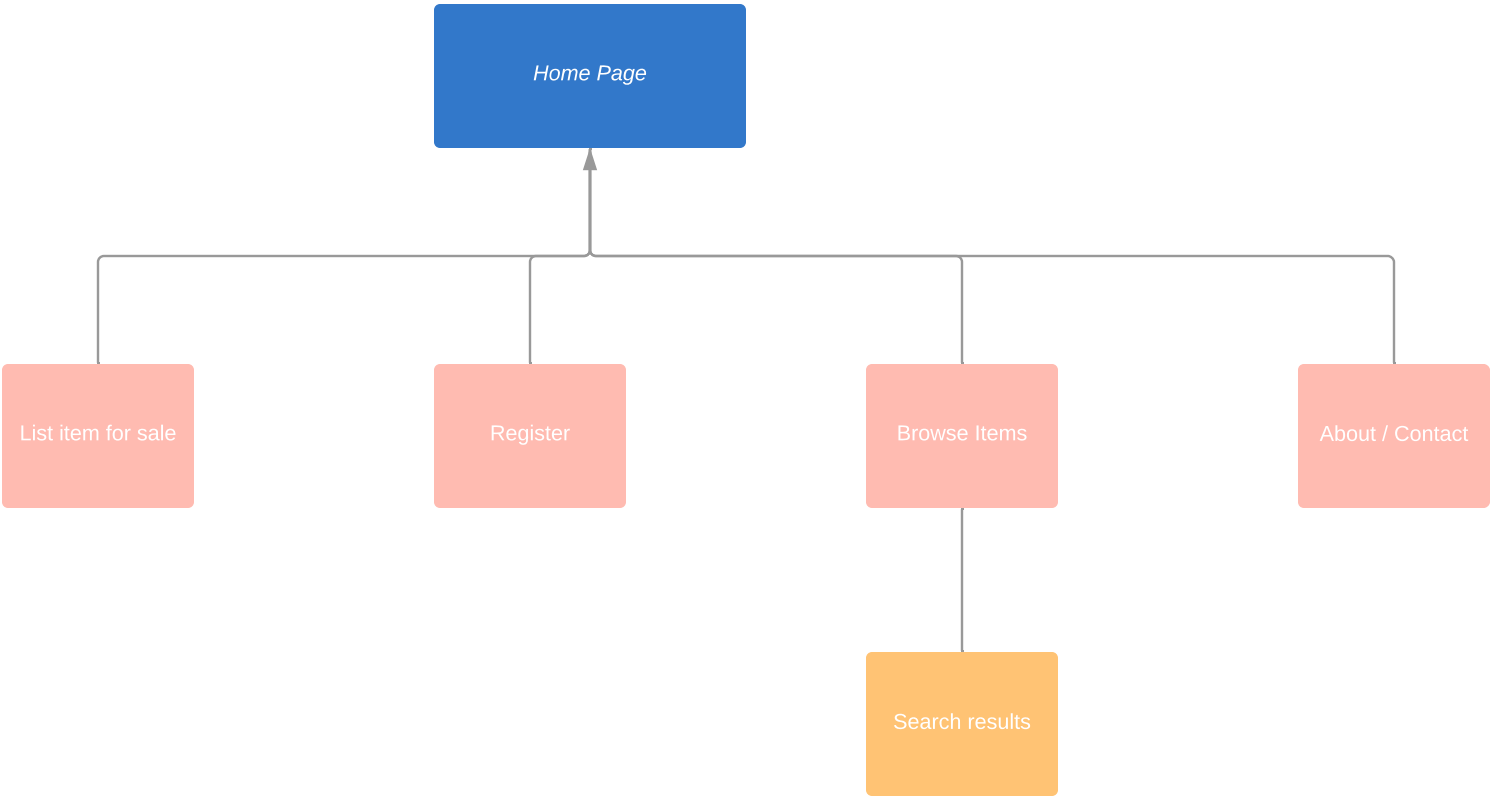 Home Page
List item for sale
Register
Browse Items
About / Contact
Search results